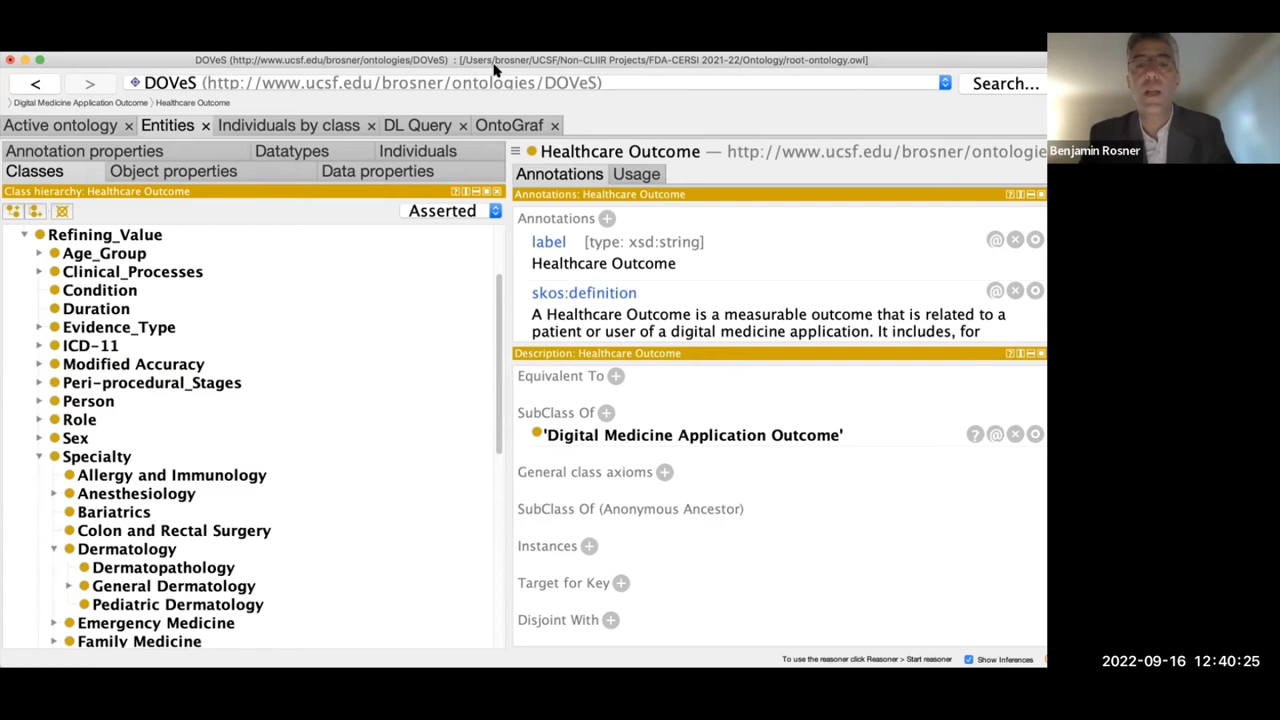 DOVeS (http://www.ucsf.edu/brosner/ontologies/DOVeS) : [/Users/brosner/UCSF/Non-CLIIR Projects/FDA-CERSI 2021-22/Ontology/root-ontology.owl]
< > DOVeS (http://www.ucsf.edu/brosner/ontologies/DOVeS) Search...
〉Digital Medicine Application Outcome 〉Healthcare Outcome
Active ontology × Entities × Individuals by class × DL Query × OntoGraf ×
Annotation properties Datatypes Individuals
Classes Object properties Data properties
Class hierarchy: Healthcare Outcome
Asserted
Refining_Value
Age_Group
Clinical_Processes
Condition
Duration
Evidence_Type
ICD-11
Modified Accuracy
Peri-procedural_Stages
Person
Role
Sex
Specialty
Allergy and Immunology
Anesthesiology
Bariatrics
Colon and Rectal Surgery
Dermatology
Dermatopathology
General Dermatology
Pediatric Dermatology
Emergency Medicine
Family Medicine
Healthcare Outcome — http://www.ucsf.edu/brosner/ontologie
Annotations Usage
Annotations: Healthcare Outcome
Annotations
label [type: xsd:string]
Healthcare Outcome
skos:definition
A Healthcare Outcome is a measurable outcome that is related to a
patient or user of a digital medicine application. It includes, for
Description: Healthcare Outcome
Equivalent To
SubClass Of
'Digital Medicine Application Outcome'
General class axioms
SubClass Of (Anonymous Ancestor)
Instances
Target for Key
Disjoint With
To use the reasoner click Reasoner > Start reasoner Show Inferences
Benjamin Rosner
2022-09-16 12:40:25